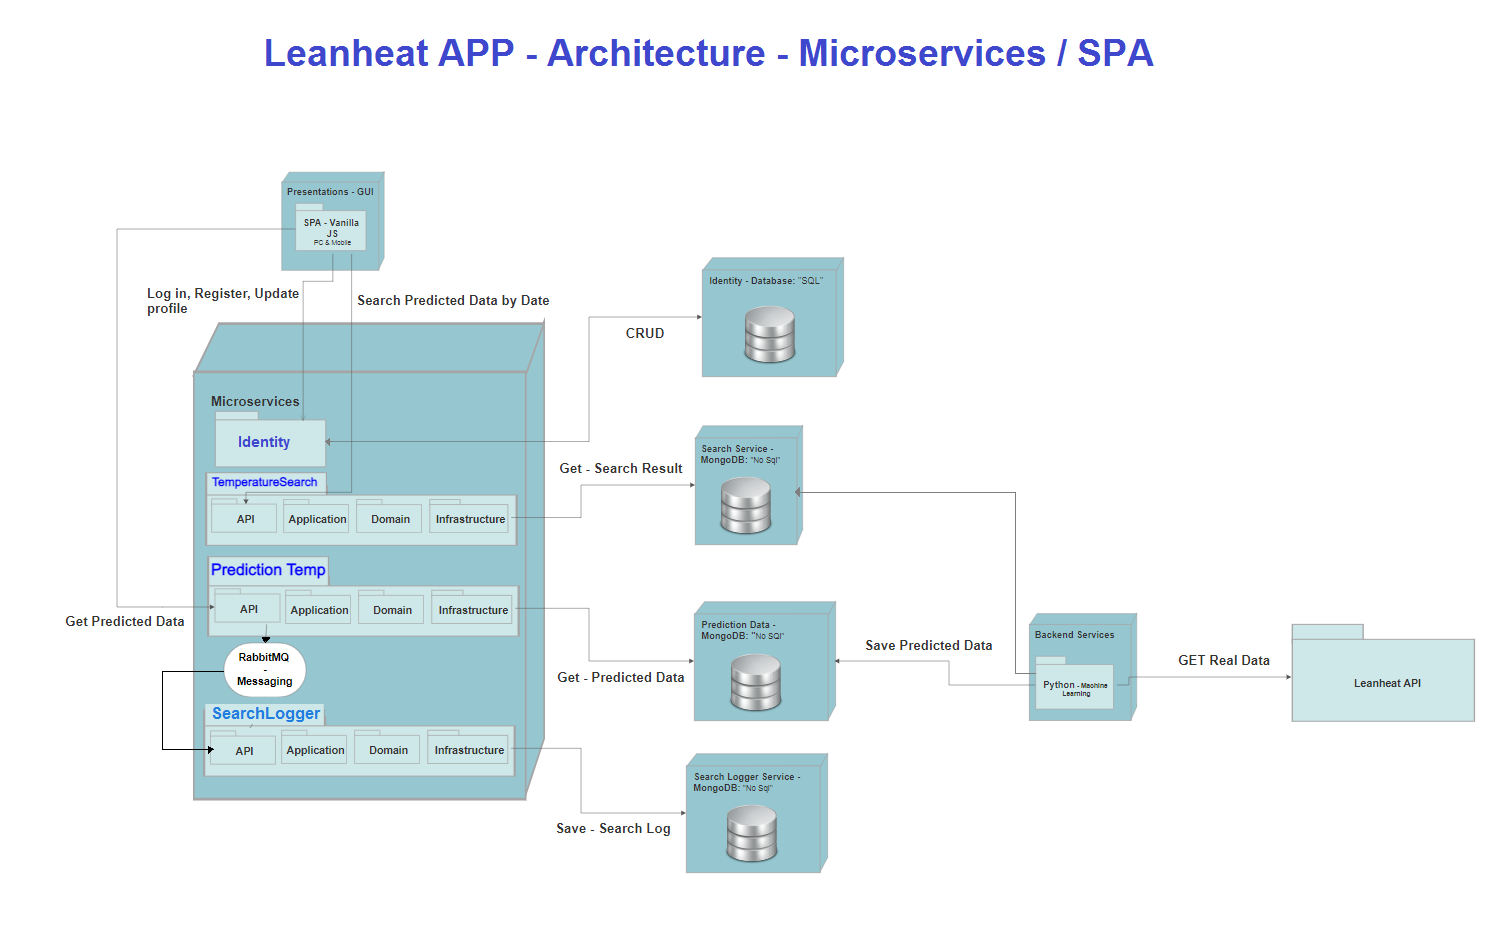 Leanheat APP - Architecture - Microservices / SPA
Presentations - GUI
SPA - Vanilla
JS
PC & Mobile
Log in, Register, Update
profile
Search Predicted Data by Date
Identity - Database: "SQL"
CRUD
Microservices
Identity
TemperatureSearch
API
Application
Domain
Infrastructure
Get - Search Result
Search Service -
MongoDB: "No Sql"
Prediction Temp
API
Application
Domain
Infrastructure
Get Predicted Data
RabbitMQ
-
Messaging
Get - Predicted Data
Prediction Data -
MongoDB: "No SQl"
Save Predicted Data
Backend Services
Python - Machine
Learning
GET Real Data
Leanheat API
SearchLogger
API
Application
Domain
Infrastructure
Save - Search Log
Search Logger Service -
MongoDB: "No Sql"